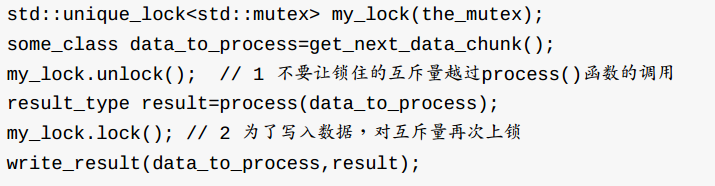 std::unique_lock<std::mutex> my_lock(the_mutex);
some_class data_to_process=get_next_data_chunk();
my_lock.unlock();  // 1 不要让锁住的互斥量越过process()函数的调用
result_type result=process(data_to_process);
my_lock.lock(); // 2 为了写入数据，对互斥量再次上锁
write_result(data_to_process,result);